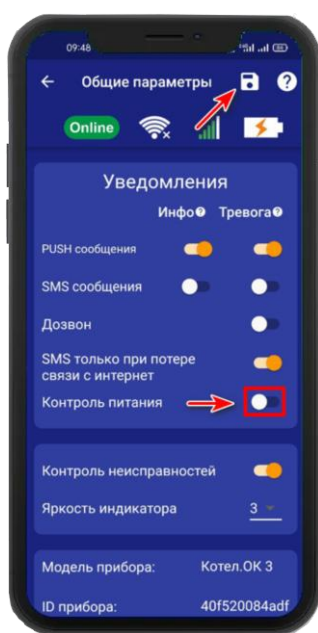 09:48
Общие параметры
Online
Уведомления
Инфо Тревога
PUSH сообщения
SMS сообщения
Дозвон
SMS только при потере
связи с интернет
Контроль питания
Контроль неисправностей
Яркость индикатора 3
Модель прибора: Котел.ОК 3
ID прибора: 40f520084adf